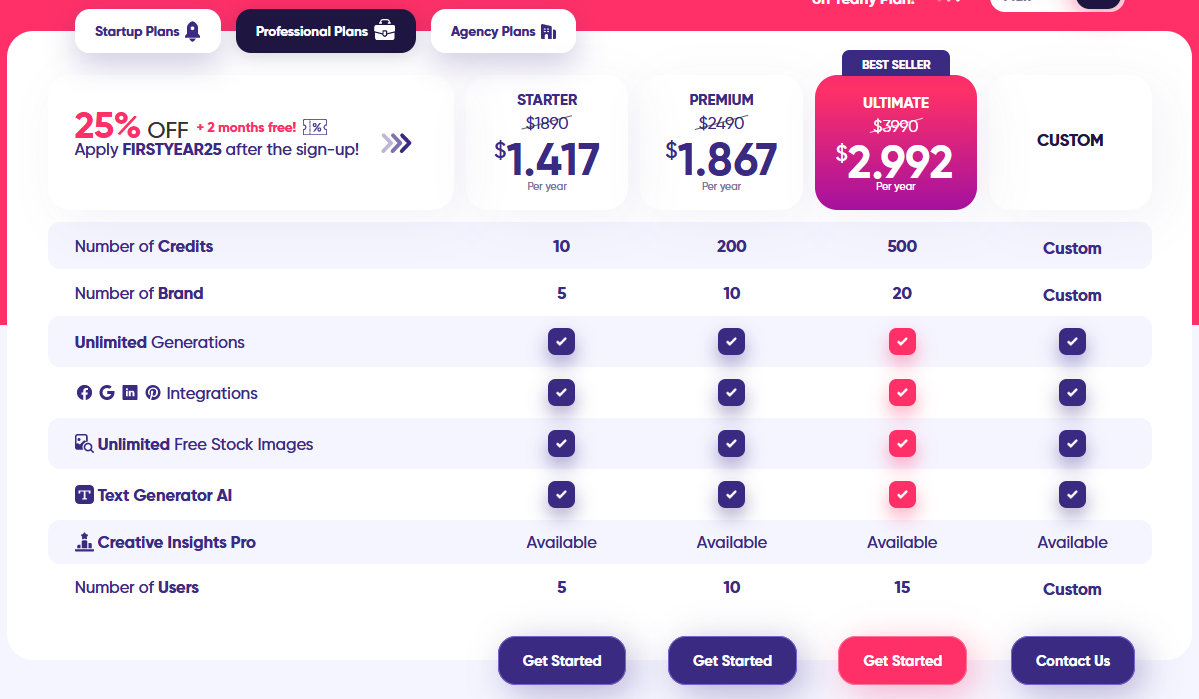 on Yearly Plan!
Startup Plans
Professional Plans
Agency Plans
BEST SELLER
25% OFF + 2 months free!
Apply FIRSTYEAR25 after the sign-up!
STARTER
$1890
$1.417
Per year
PREMIUM
$2490
$1.867
Per year
ULTIMATE
$3990
$2.992
Per year
CUSTOM
Number of Credits 10 200 500 Custom
Number of Brand 5 10 20 Custom
Unlimited Generations
Integrations
Unlimited Free Stock Images
Text Generator AI
Creative Insights Pro Available Available Available Available
Number of Users 5 10 15 Custom
Get Started Get Started Get Started Contact Us